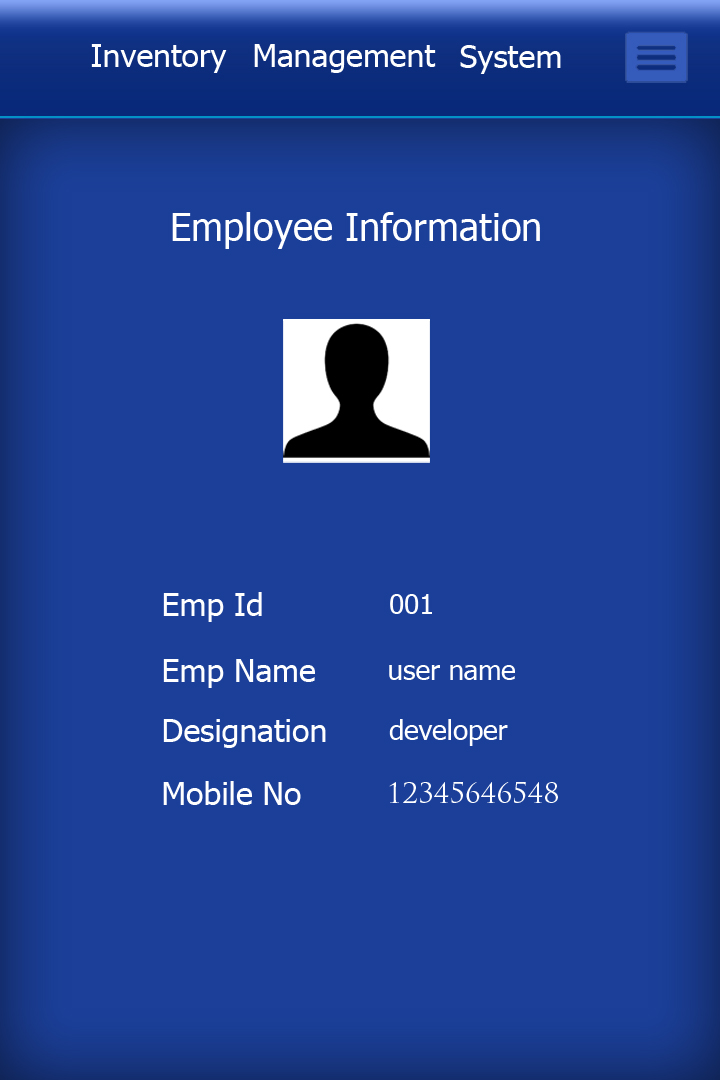 Inventory Management System
Employee Information
Emp Id 001
Emp Name user name
Designation developer
Mobile No 12345646548